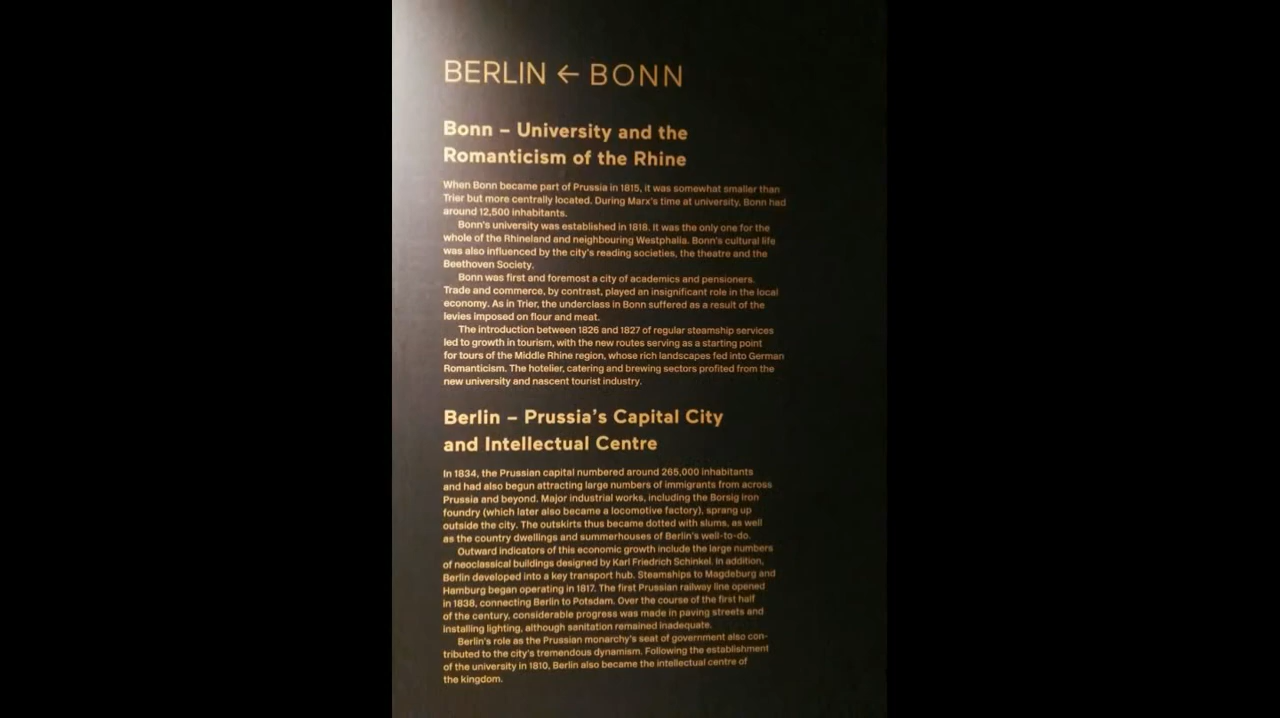 BERLIN ← BONN
Bonn – University and the
Romanticism of the Rhine
When Bonn became part of Prussia in 1815, it was somewhat smaller than
Trier but more centrally located. During Marx's time at university, Bonn had
around 12,500 inhabitants.
Bonn's university was established in 1818. It was the only one for the
whole of the Rhineland and neighbouring Westphalia. Bonn's cultural life
was also influenced by the city's reading societies, the theatre and the
Beethoven Society.
Bonn was first and foremost a city of academics and pensioners.
Trade and commerce, by contrast, played an insignificant role in the local
economy. As in Trier, the underclass in Bonn suffered as a result of the
levies imposed on flour and meat.
The introduction between 1826 and 1827 of regular steamship services
led to growth in tourism, with the new routes serving as a starting point
for tours of the Middle Rhine region, whose rich landscapes fed into German
Romanticism. The hotelier, catering and brewing sectors profited from the
new university and nascent tourist industry.
Berlin – Prussia's Capital City
and Intellectual Centre
In 1834, the Prussian capital numbered around 265,000 inhabitants
and had also begun attracting large numbers of immigrants from across
Prussia and beyond. Major industrial works, including the Borsig iron
foundry (which later also became a locomotive factory), sprang up
outside the city. The outskirts thus became dotted with slums, as well
as the country dwellings and summerhouses of Berlin's well-to-do.
Outward indicators of this economic growth include the large numbers
of neoclassical buildings designed by Karl Friedrich Schinkel. In addition,
Berlin developed into a key transport hub. Steamships to Magdeburg and
Hamburg began operating in 1817. The first Prussian railway line opened
in 1838, connecting Berlin to Potsdam. Over the course of the first half
of the century, considerable progress was made in paving streets and
installing lighting, although sanitation remained inadequate.
Berlin's role as the Prussian monarchy's seat of government also con-
tributed to the city's tremendous dynamism. Following the establishment
of the university in 1810, Berlin also became the intellectual centre of
the kingdom.